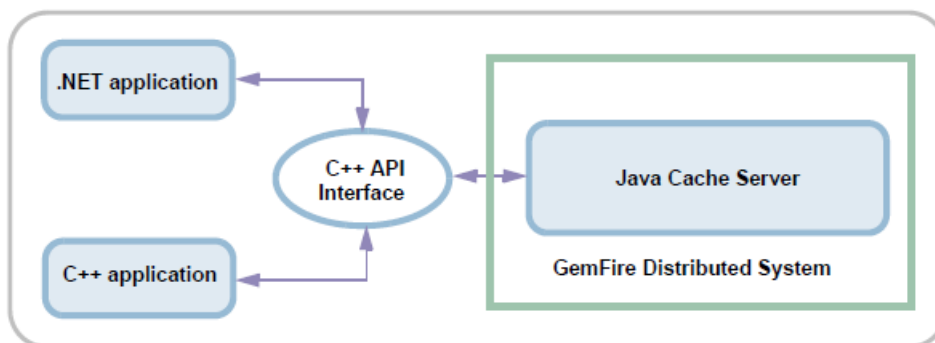 .NET application
C++ API
Interface
Java Cache Server
C++ application
GemFire Distributed System